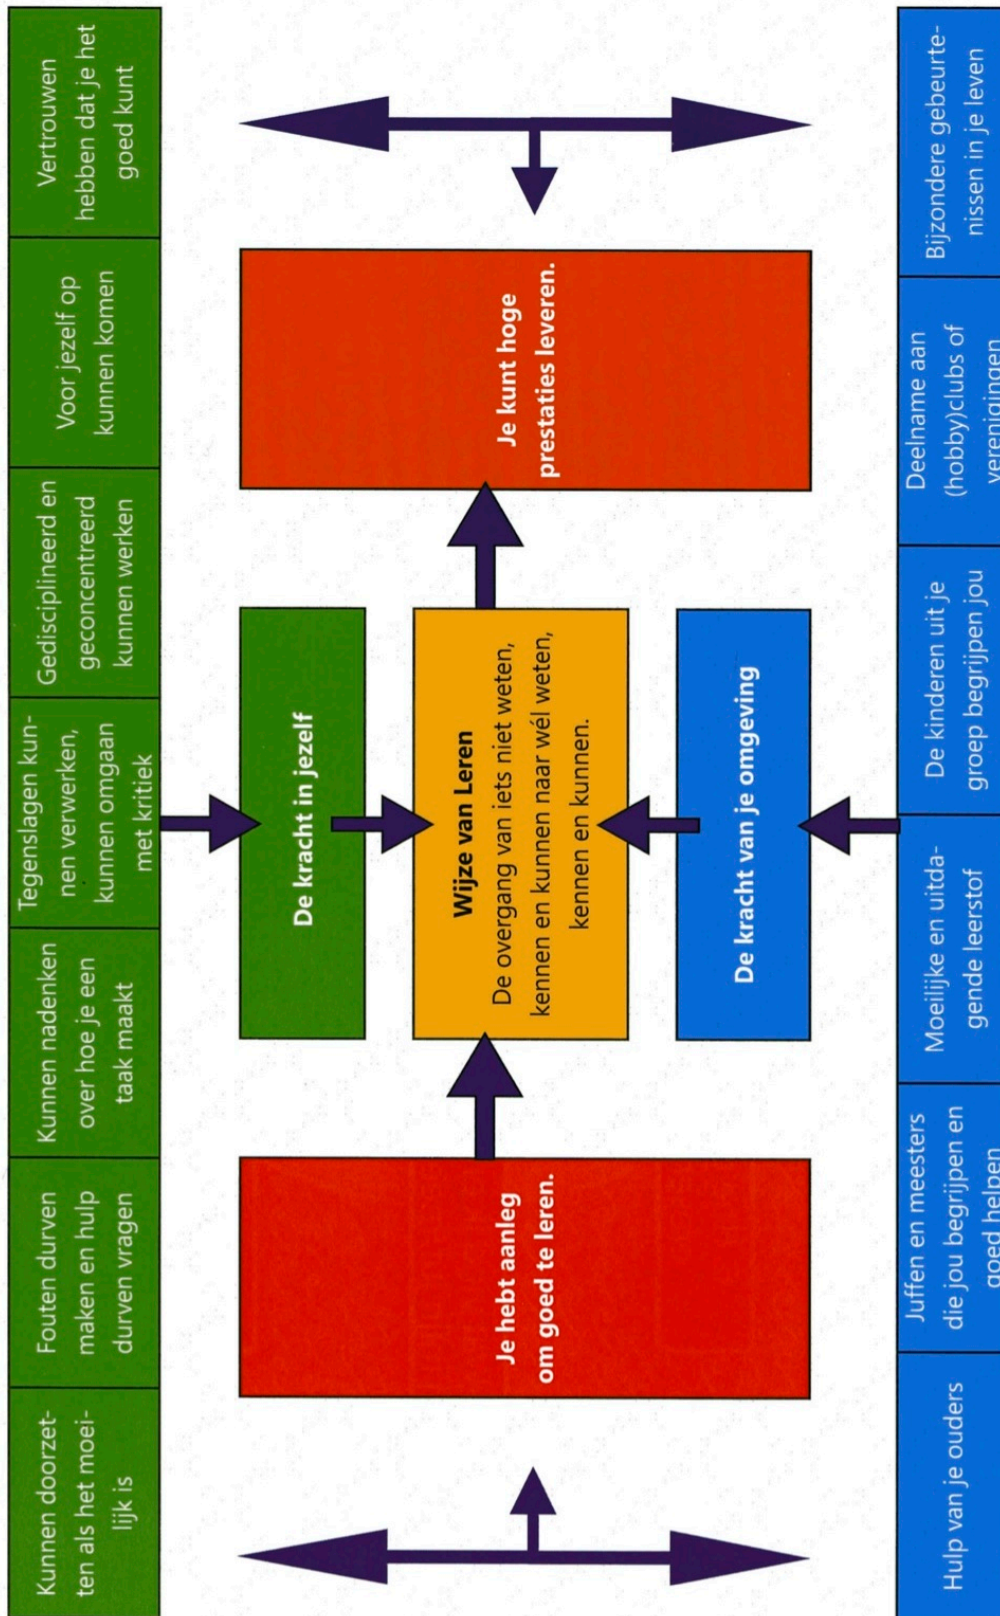 Kunnen doorzet-
ten als het moei-
lijk is
Fouten durven
maken en hulp
durven vragen
Kunnen nadenken
over hoe je een
taak maakt
Tegenslagen kun-
nen verwerken,
kunnen omgaan
met kritiek
Gedisciplineerd en
geconcentreerd
kunnen werken
Voor jezelf op
kunnen komen
Vertrouwen
hebben dat je het
goed kunt
Je hebt aanleg
om goed te leren.
De kracht in jezelf
Wijze van Leren
De overgang van iets niet weten,
kennen en kunnen naar wél weten,
kennen en kunnen.
De kracht van je omgeving
Je kunt hoge
prestaties leveren.
Hulp van je ouders
Juffen en meesters
die jou begrijpen en
goed helpen
Moeilijke en uitda-
gende leerstof
De kinderen uit je
groep begrijpen jou
Deelname aan
(hobby)clubs of
verenigingen
Bijzondere gebeurte-
nissen in je leven